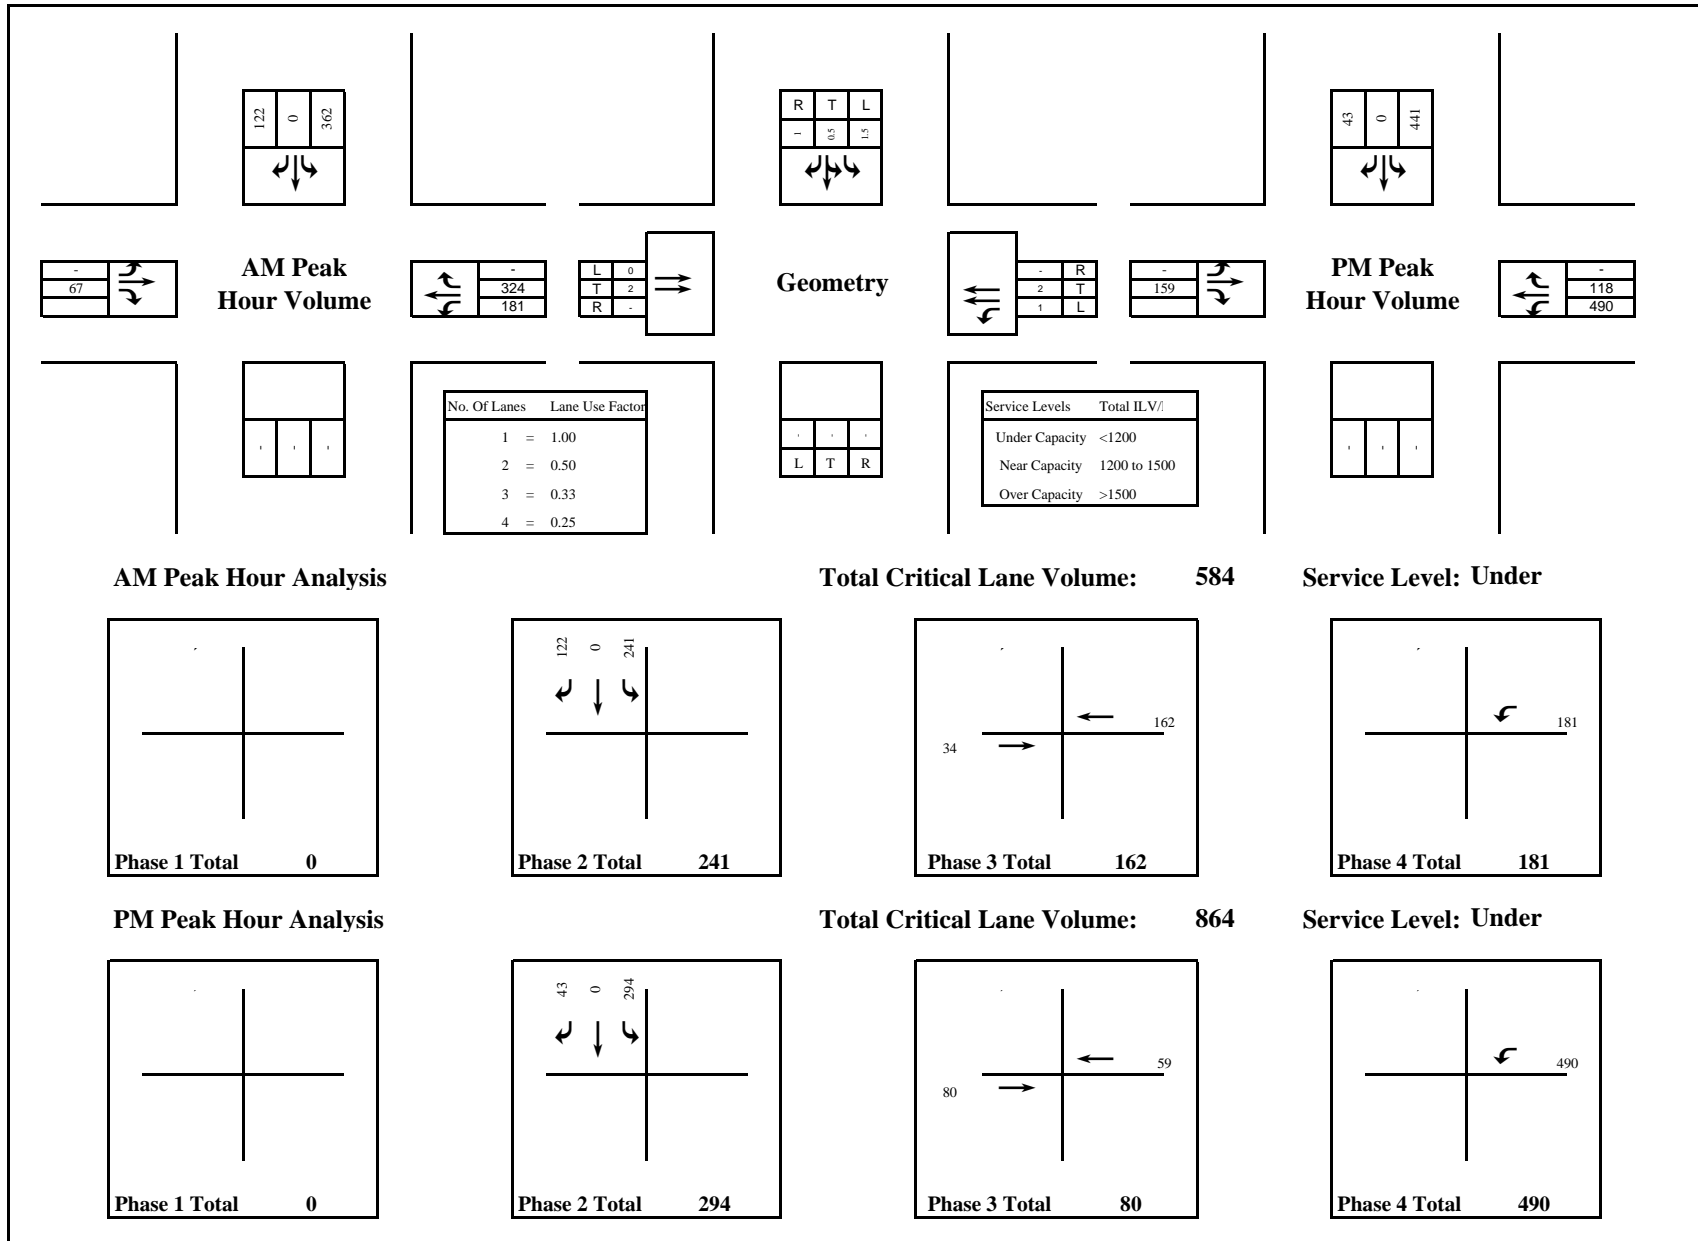 122 0 362
R T L
1 0.5 1.5
43 0 441
-
67
AM Peak
Hour Volume
-
324
181
L 0
T 2
R -
Geometry
- R
2 T
1 L
-
159
PM Peak
Hour Volume
-
118
490
No. Of Lanes Lane Use Factor
1 = 1.00
2 = 0.50
3 = 0.33
4 = 0.25
- - -
- - -
L T R
Service Levels Total ILV/
Under Capacity <1200
Near Capacity 1200 to 1500
Over Capacity >1500
- - -
AM Peak Hour Analysis Total Critical Lane Volume: 584 Service Level: Under
122 0 241
162
34
181
Phase 1 Total 0
Phase 2 Total 241
Phase 3 Total 162
Phase 4 Total 181
PM Peak Hour Analysis Total Critical Lane Volume: 864 Service Level: Under
43 0 294
59
80
490
Phase 1 Total 0
Phase 2 Total 294
Phase 3 Total 80
Phase 4 Total 490